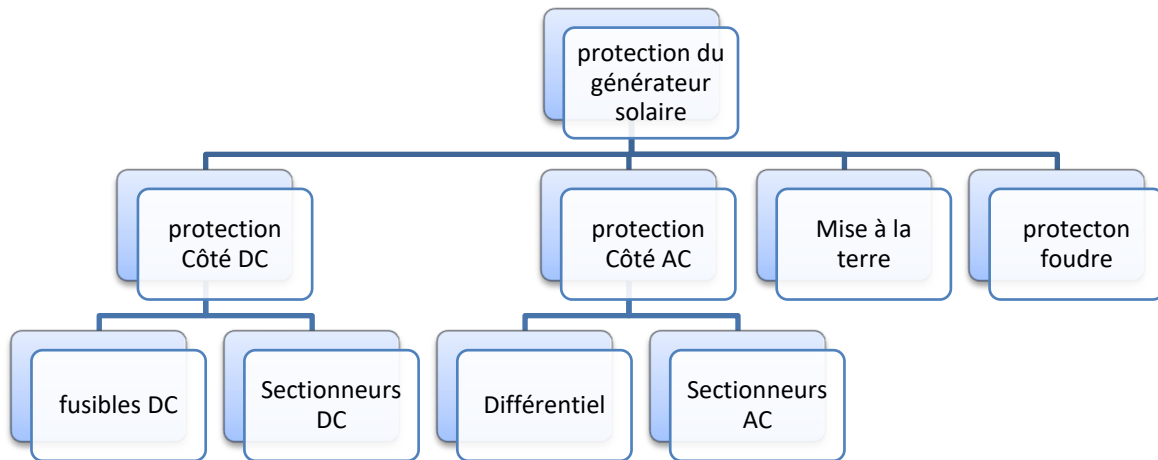 protection du
générateur
solaire
protection
Côté DC
protection
Côté AC
Mise à la
terre
protecton
foudre
fusibles DC
Sectionneurs
DC
Différentiel
Sectionneurs
AC